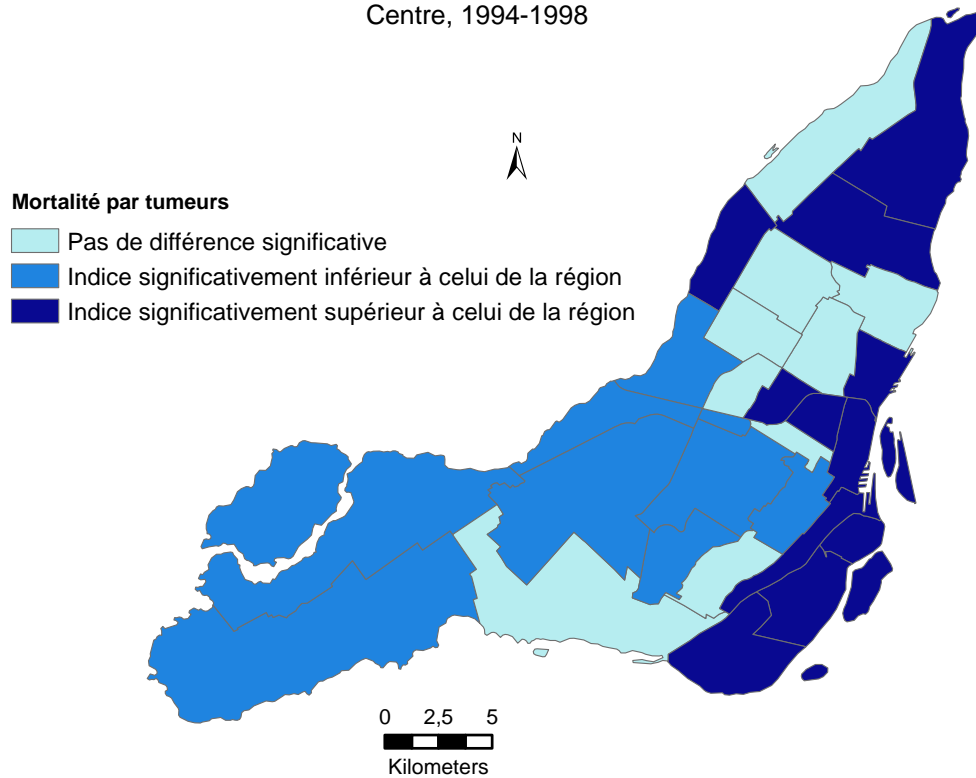 Centre, 1994-1998
N
Mortalité par tumeurs
Pas de différence significative
Indice significativement inférieur à celui de la région
Indice significativement supérieur à celui de la région
0 2,5 5
Kilometers